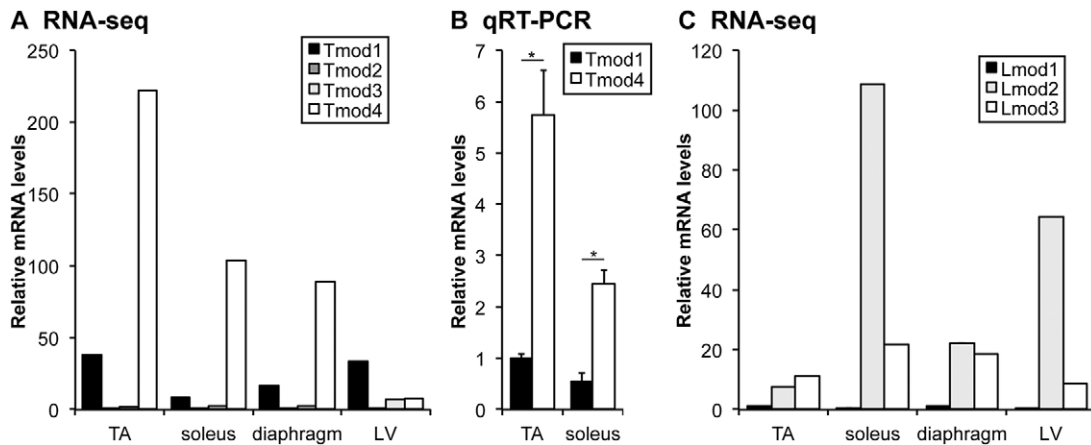 A RNA-seq
250
200
150
100
50
0
Relative mRNA levels
Tmod1
Tmod2
Tmod3
Tmod4
TA soleus diaphragm LV
B qRT-PCR
7
6
5
4
3
2
1
0
Relative mRNA levels
Tmod1
Tmod4
*
*
TA soleus
C RNA-seq
120
100
80
60
40
20
0
Relative mRNA levels
Lmod1
Lmod2
Lmod3
TA soleus diaphragm LV